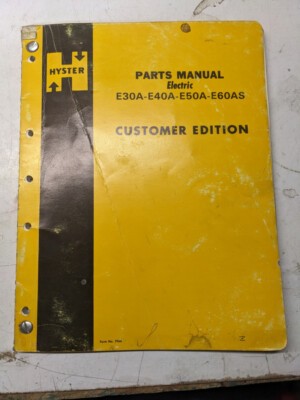 HYSTER
PARTS MANUAL
Electric
E30A-E40A-E50A-E60AS
CUSTOMER EDITION